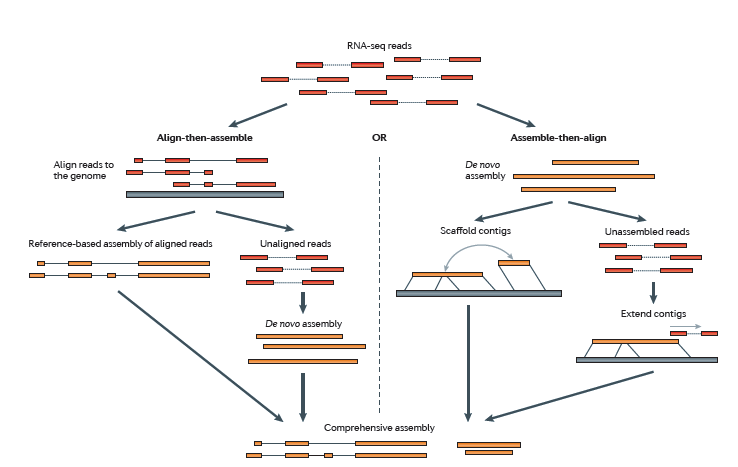 RNA-seq reads
Align-then-assemble
OR
Assemble-then-align
Align reads to
the genome
De novo
assembly
Reference-based assembly of aligned reads
Unaligned reads
Scaffold contigs
Unassembled reads
De novo assembly
Extend contigs
Comprehensive assembly